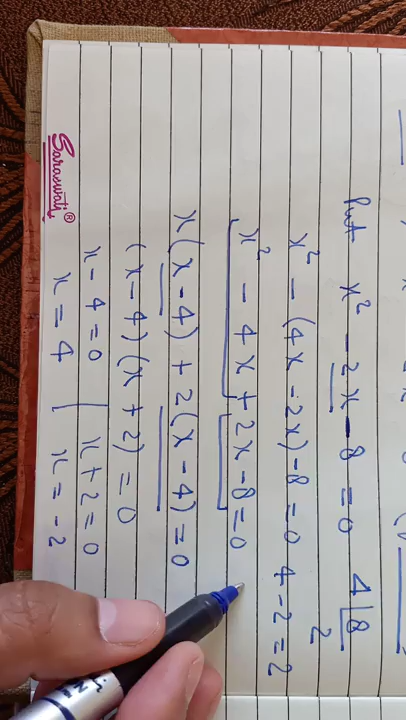 Put x² - 2x - 8 = 0 4|8
2
x² - (4x - 2x) - 8 = 0 4 - 2 = 2
x² - 4x + 2x - 8 = 0
x(x - 4) + 2(x - 4) = 0
(x - 4)(x + 2) = 0
x - 4 = 0 | x + 2 = 0
x = 4 | x = -2
Saraswati®